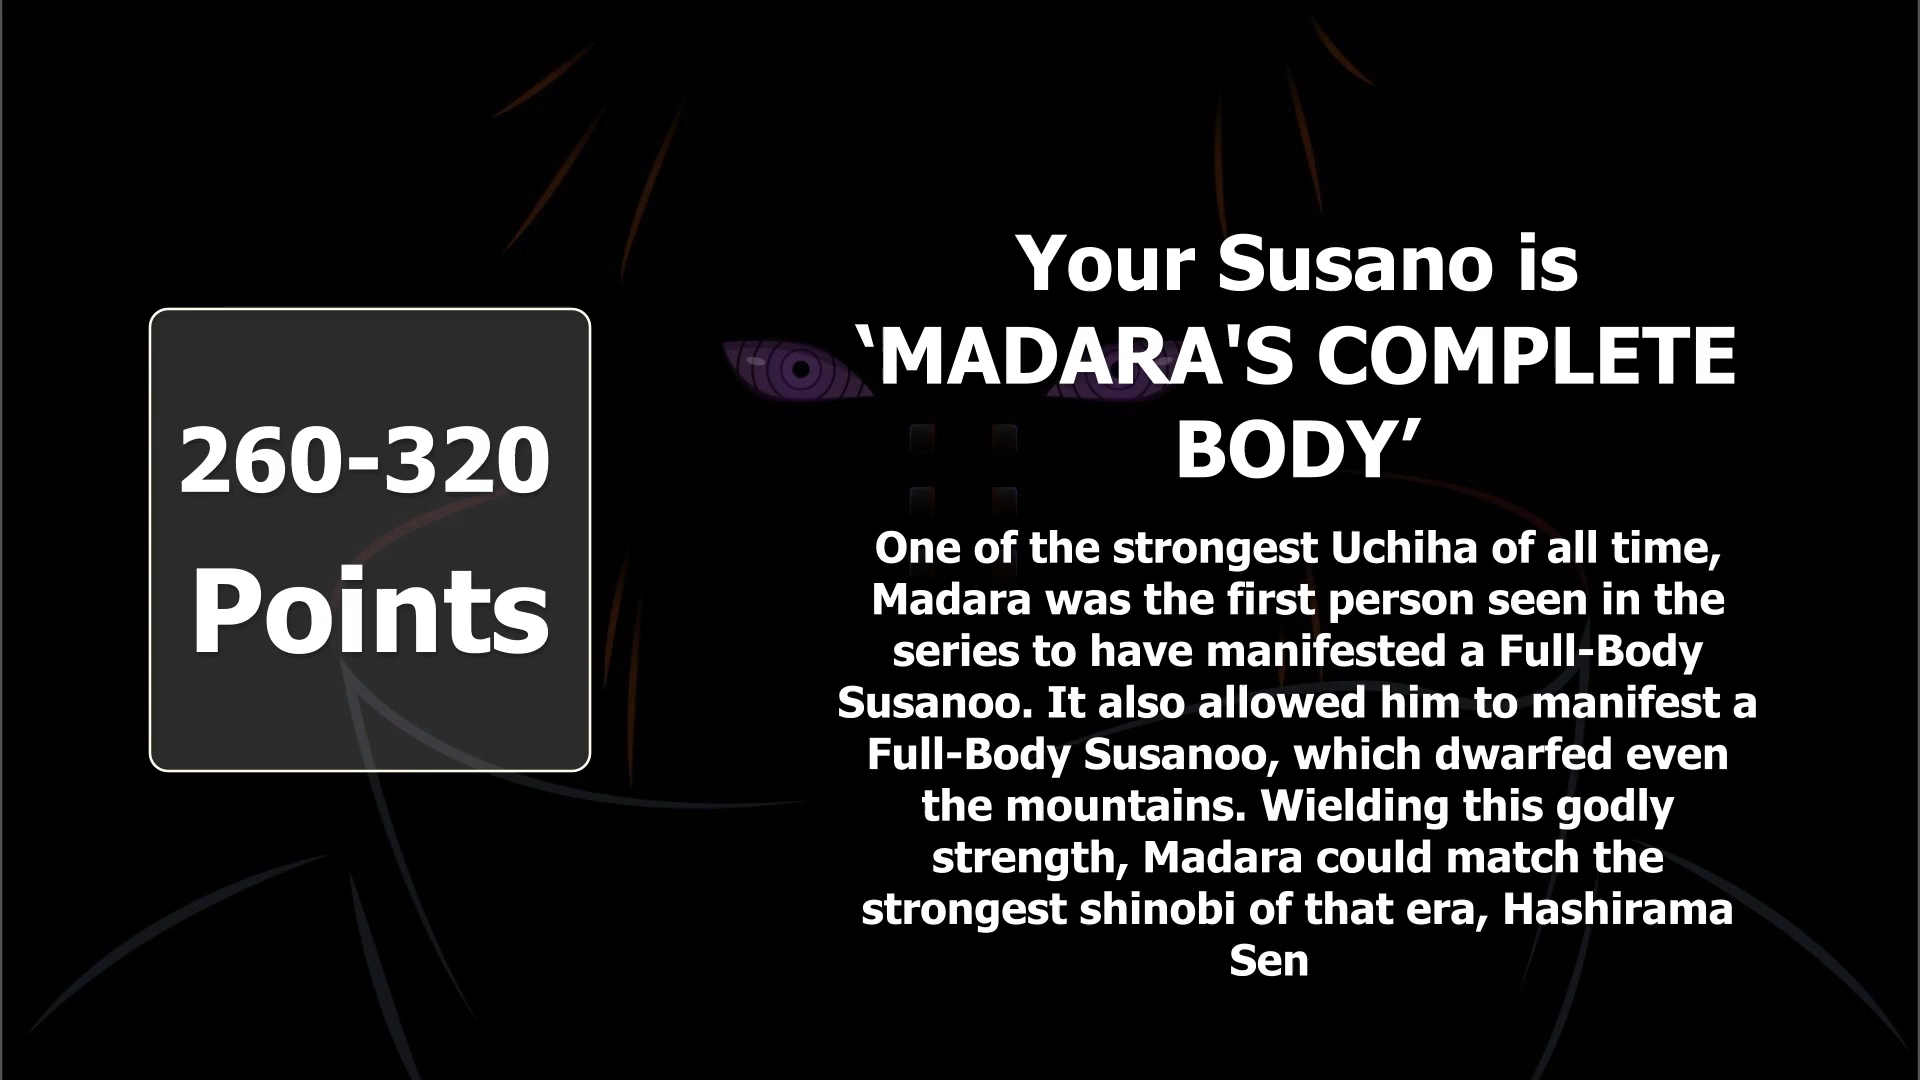 260-320
Points
Your Susano is
‘MADARA'S COMPLETE
BODY’
One of the strongest Uchiha of all time,
Madara was the first person seen in the
series to have manifested a Full-Body
Susanoo. It also allowed him to manifest a
Full-Body Susanoo, which dwarfed even
the mountains. Wielding this godly
strength, Madara could match the
strongest shinobi of that era, Hashirama
Sen